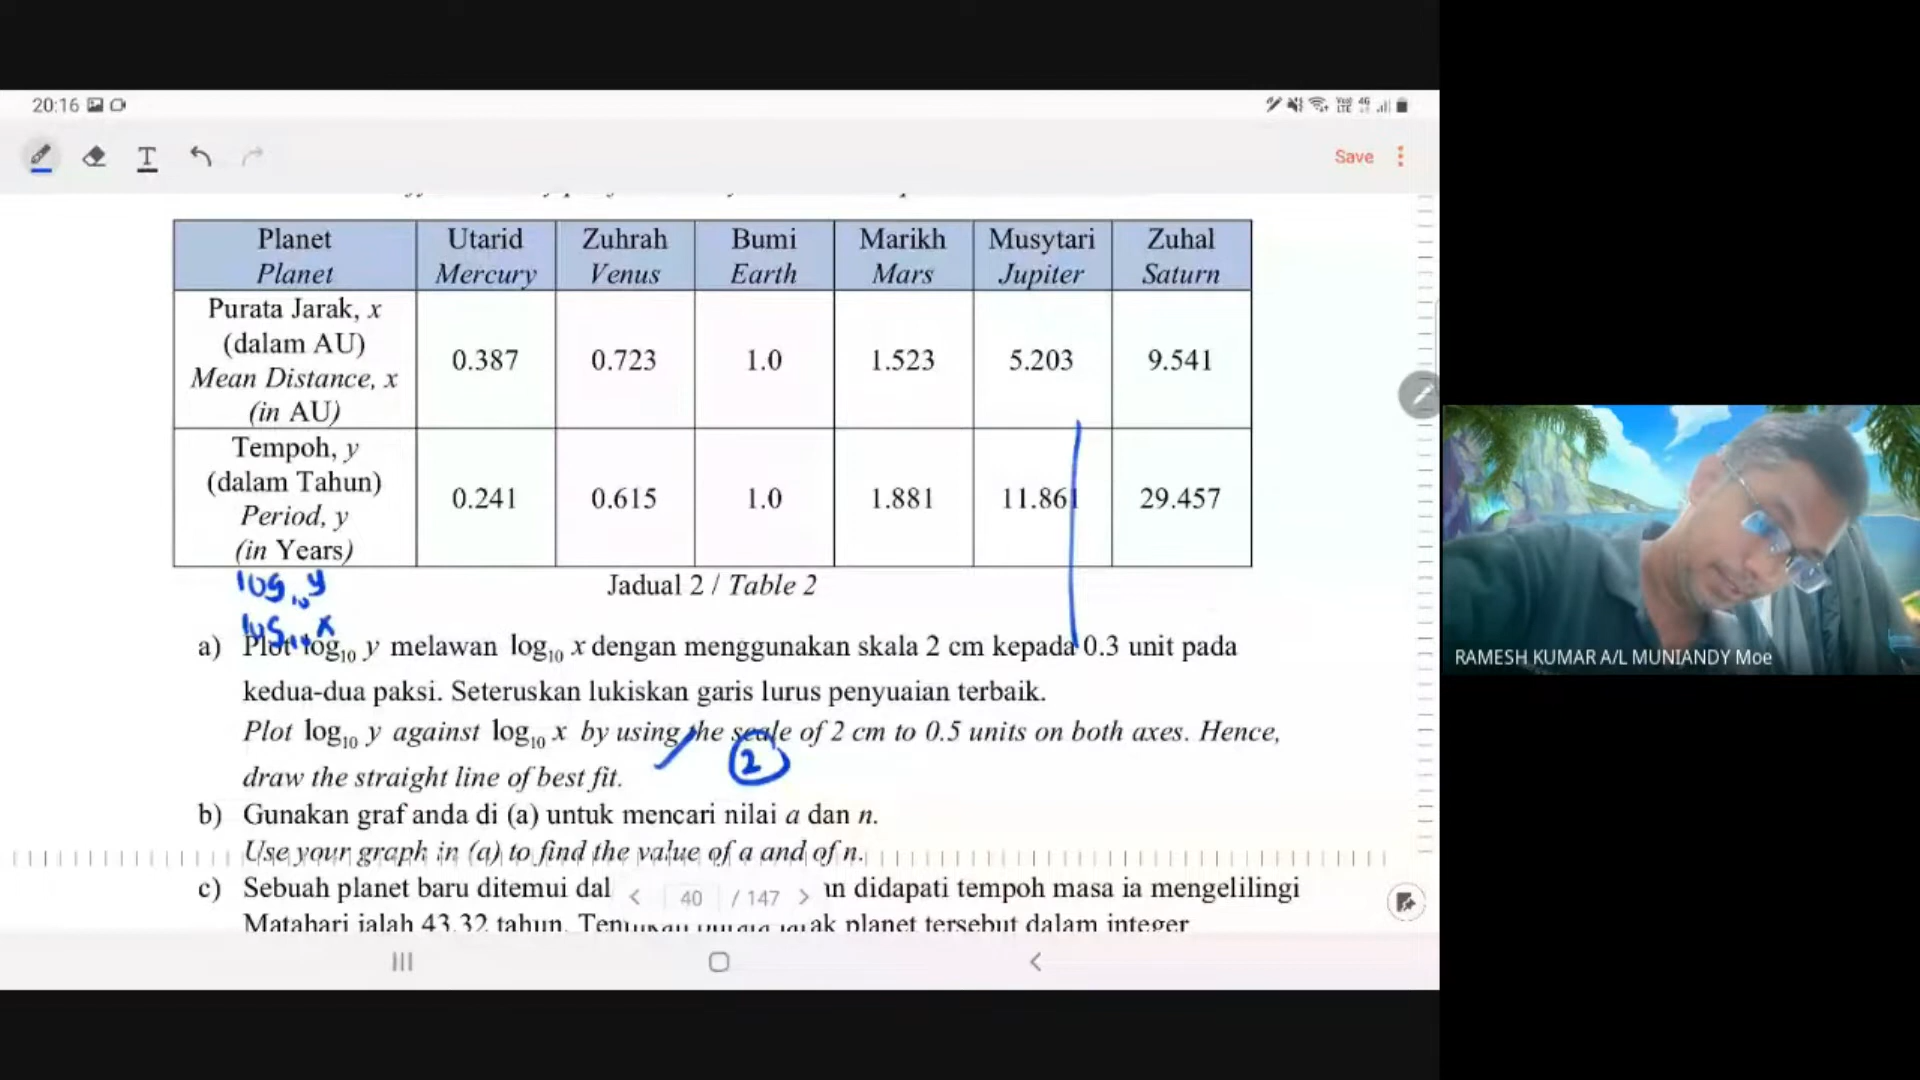 20:16
Save
Planet Utarid Zuhrah Bumi Marikh Musytari Zuhal
Planet Mercury Venus Earth Mars Jupiter Saturn
Purata Jarak, x
(dalam AU)
Mean Distance, x
(in AU)
0.387 0.723 1.0 1.523 5.203 9.541
Tempoh, y
(dalam Tahun)
Period, y
(in Years)
0.241 0.615 1.0 1.881 11.861 29.457
log₁₀ y
log₁₀ x
Jadual 2 / Table 2
a) Plot log₁₀ y melawan log₁₀ x dengan menggunakan skala 2 cm kepada 0.3 unit pada
kedua-dua paksi. Seteruskan lukiskan garis lurus penyuaian terbaik.
Plot log₁₀ y against log₁₀ x by using the scale of 2 cm to 0.5 units on both axes. Hence,
2
draw the straight line of best fit.
b) Gunakan graf anda di (a) untuk mencari nilai a dan n.
Use your graph in (a) to find the value of a and of n.
c) Sebuah planet baru ditemui dal
< 40 / 147 >
didapati tempoh masa ia mengelilingi
Matahari ialah 43.32 tahun.
planet tersebut dalam integer
RAMESH KUMAR A/L MUNIANDY Moe